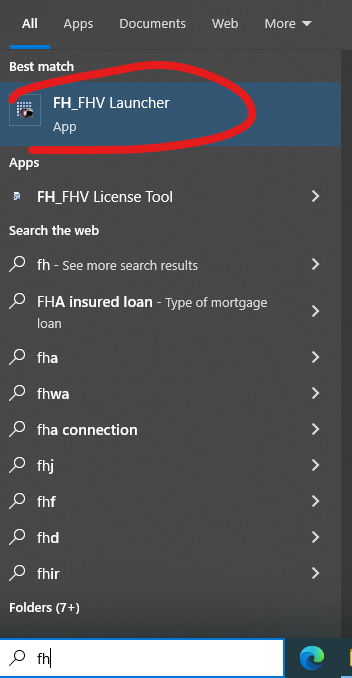 All Apps Documents Web More
Best match
FH_FHV Launcher
App
Apps
FH_FHV License Tool
Search the web
fh - See more search results
FHA insured loan - Type of mortgage
loan
fha
fhwa
fha connection
fhj
fhf
fhd
fhir
Folders (7+)
fh